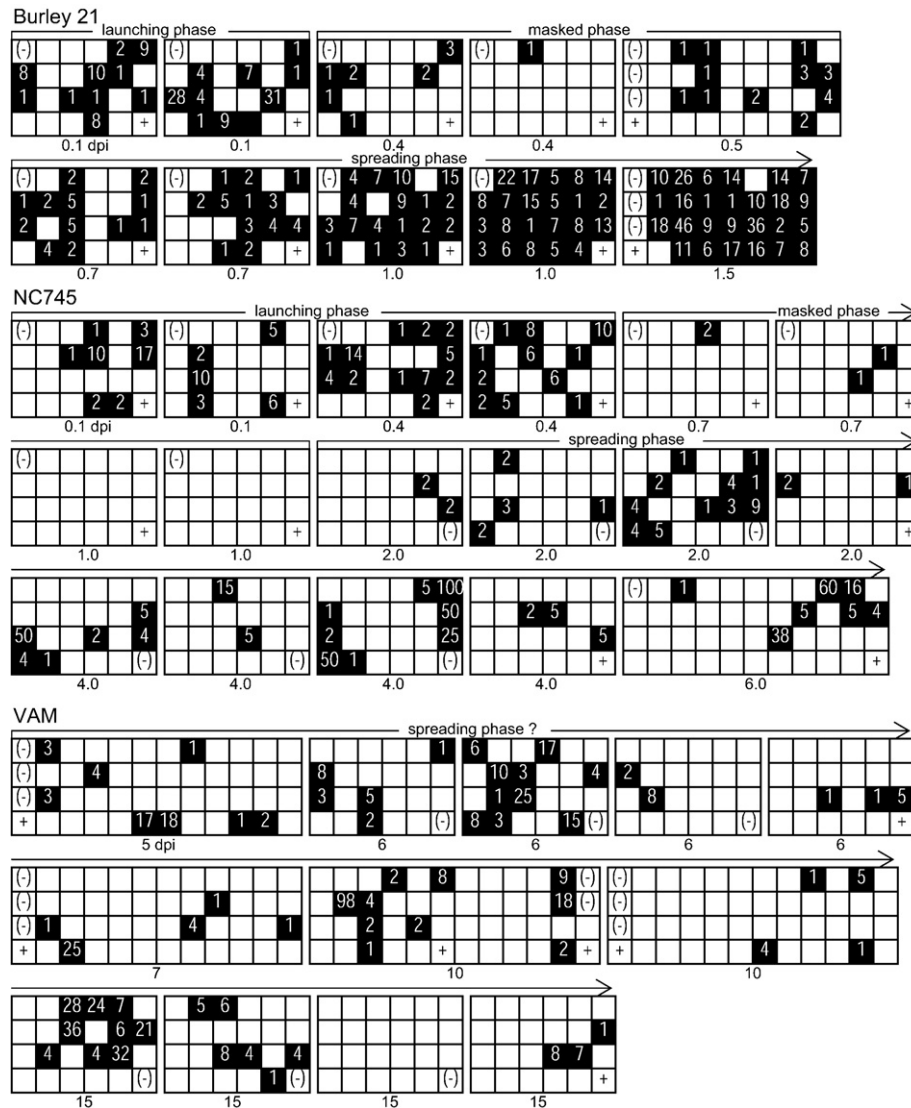 Burley 21
launching phase masked phase
(-) 2 9 (-) 1 (-) 3 (-) 1 (-) 1 1 1
8 10 1 4 7 1 1 2 2 (-) 1 3 3
1 1 1 1 28 4 31 1 (-) 1 1 2 4
8 + 1 9 + 1 + + + 2
0.1 dpi 0.1 0.4 0.4 0.5
spreading phase
(-) 2 2 (-) 1 2 1 (-) 4 7 10 15 (-) 22 17 5 8 14 (-) 10 26 6 14 14 7
1 2 5 1 2 5 1 3 4 9 1 2 8 7 15 5 1 2 (-) 1 16 1 1 10 18 9
2 5 1 1 3 4 4 3 7 4 1 2 2 3 8 1 7 8 13 (-) 18 46 9 9 36 2 5
4 2 + 1 2 + 1 3 1 + 3 6 8 5 4 + + 11 6 17 16 7 8
0.7 0.7 1.0 1.0 1.5
NC745
launching phase masked phase
(-) 1 3 (-) 5 (-) 1 2 2 (-) 1 8 10 (-) 2 (-)
1 10 17 2 1 14 5 1 6 1 1
10 4 2 1 7 2 2 6 1
2 2 + 3 6 + 2 + 2 5 1 + + +
0.1 dpi 0.1 0.4 0.4 0.7 0.7
spreading phase
(-) (-) 2 1 1
2 2 4 1 2 1
2 3 1 4 1 3 9
+ + (-) 2 (-) 4 5 (-) +
1.0 1.0 2.0 2.0 2.0 2.0
15 5 100 (-) 1 60 16
5 1 50 2 5 5 5 4
50 2 4 5 2 25 5 38
4 1 (-) (-) 50 1 (-) + +
4.0 4.0 4.0 4.0 6.0
VAM
spreading phase ?
(-) 3 1 1 6 17
(-) 4 8 10 3 4 2
(-) 3 3 5 1 25 8 1 1 5
+ 17 18 1 2 2 (-) 8 3 15 (-) (-) +
5 dpi 6 6 6 6
(-) 2 8 9 (-) (-) 1 5
(-) 1 98 4 18 (-) (-)
(-) 1 4 1 2 2 (-)
+ 25 1 + 2 + + 4 1
7 10 10
28 24 7 5 6
36 6 21 1
4 4 32 8 4 4 8 7
(-) 1 (-) (-) +
15 15 15 15